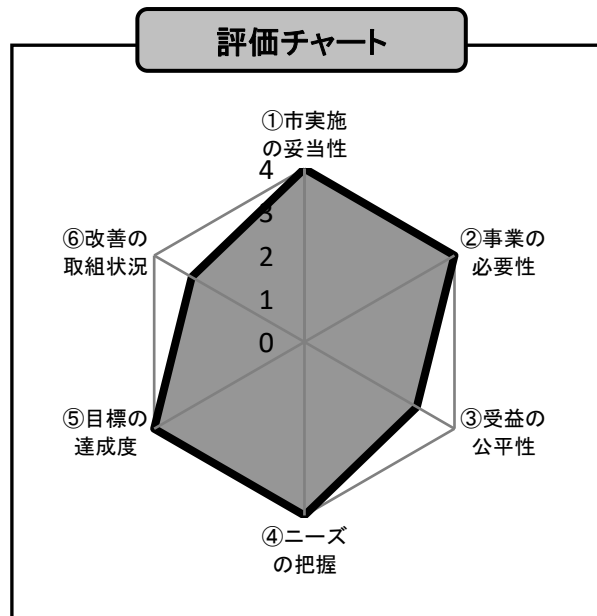 評価チャート
①市実施
の妥当性
4
3
2
1
0
②事業の
必要性
③受益の
公平性
④ニーズ
の把握
⑤目標の
達成度
⑥改善の
取組状況